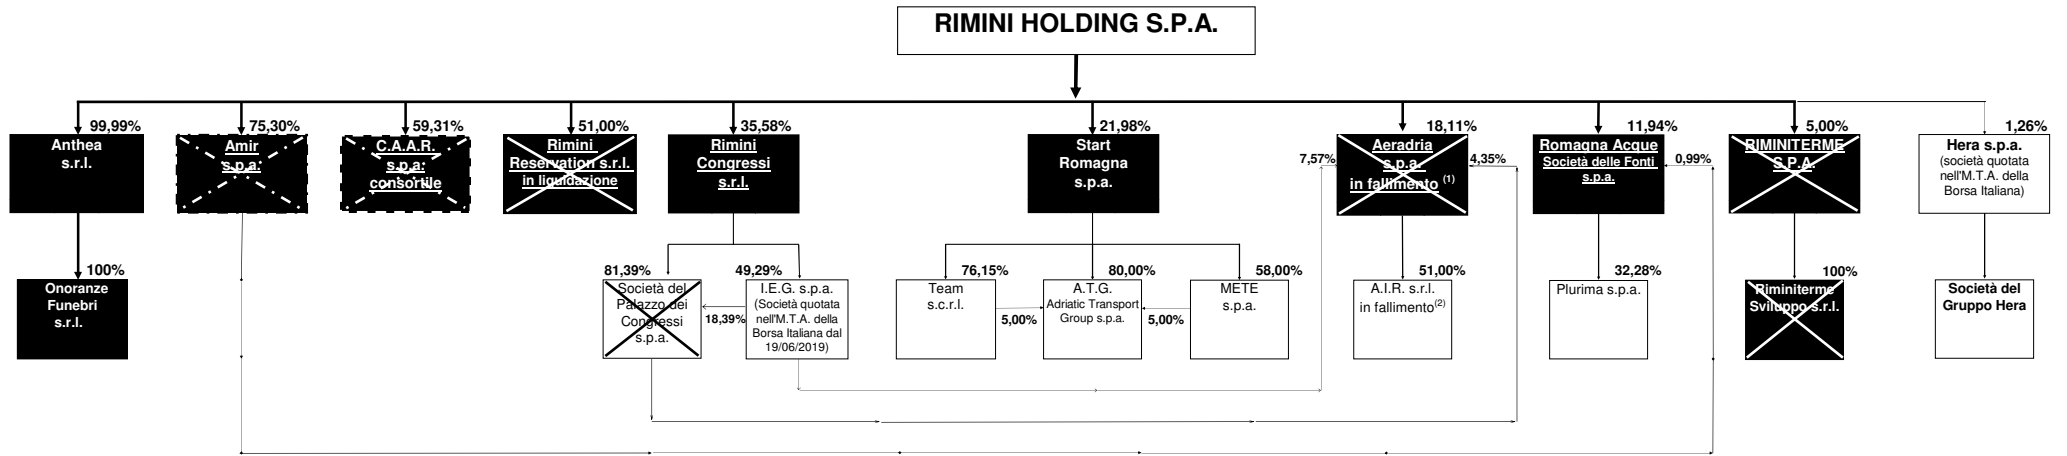 RIMINI HOLDING S.P.A.
99,99%
Anthea
s.r.l.
75,30%
Amir
s.p.a.
59,31%
C.A.A.R.
s.p.a.
consortile
51,00%
Rimini
Reservation s.r.l.
in liquidazione
35,58%
Rimini
Congressi
s.r.l.
21,98%
Start
Romagna
s.p.a.
18,11%
Aeradria
s.p.a.
in fallimento (1)
7,57%
4,35%
11,94%
Romagna Acque
Società delle Fonti
s.p.a.
0,99%
5,00%
RIMINITERME
S.P.A.
1,26%
Hera s.p.a.
(società quotata
nell'M.T.A. della
Borsa Italiana)
100%
Onoranze
Funebri
s.r.l.
81,39%
Società del
Palazzo dei
Congressi
s.p.a.
18,39%
49,29%
I.E.G. s.p.a.
(Società quotata
nell'M.T.A. della
Borsa Italiana dal
19/06/2019)
76,15%
Team
s.c.r.l.
5,00%
80,00%
A.T.G.
Adriatic Transport
Group s.p.a.
5,00%
58,00%
METE
s.p.a.
51,00%
A.I.R. s.r.l.
in fallimento(2)
32,28%
Plurima s.p.a.
100%
Riminiterme
Sviluppo s.r.l.
Società del
Gruppo Hera